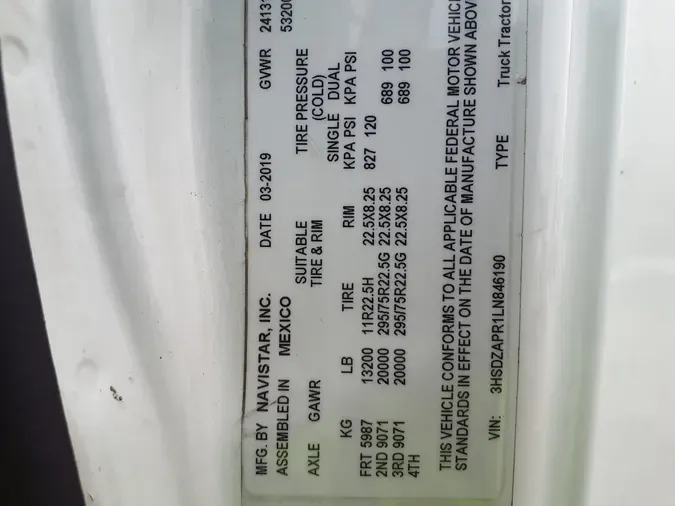 MFG. BY NAVISTAR, INC. DATE 03-2019 GVWR 2413
ASSEMBLED IN MEXICO 5320
SUITABLE TIRE PRESSURE
AXLE GAWR TIRE & RIM (COLD)
SINGLE DUAL
KG LB TIRE RIM KPA PSI KPA PSI
FRT 5987 13200 11R22.5H 22.5X8.25 827 120
2ND 9071 20000 295/75R22.5G 22.5X8.25 689 100
3RD 9071 20000 295/75R22.5G 22.5X8.25 689 100
4TH
THIS VEHICLE CONFORMS TO ALL APPLICABLE FEDERAL MOTOR VEHIC
STANDARDS IN EFFECT ON THE DATE OF MANUFACTURE SHOWN ABOV
VIN: 3HSDZAPR1LN846190 TYPE Truck Tractor